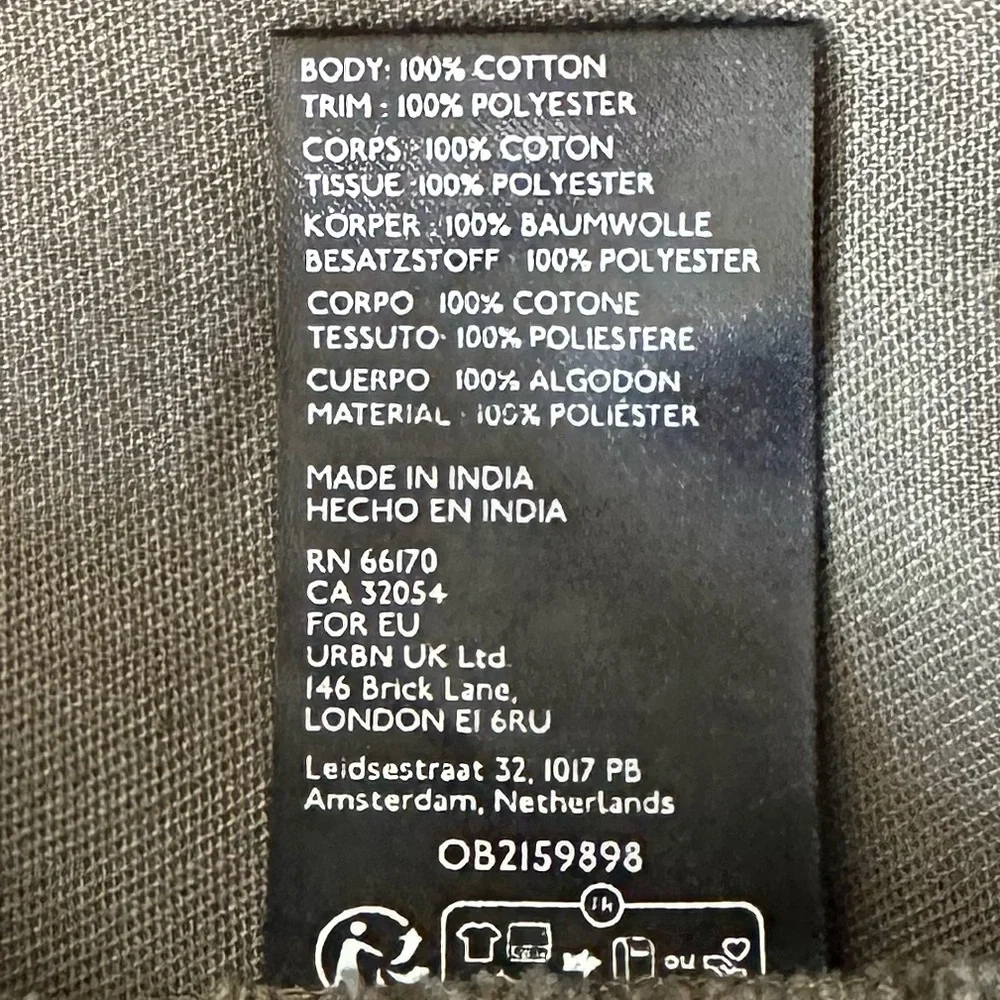 BODY: 100% COTTON
TRIM : 100% POLYESTER
CORPS : 100% COTON
TISSUE : 100% POLYESTER
KÖRPER : 100% BAUMWOLLE
BESATZSTOFF : 100% POLYESTER
CORPO 100% COTONE
TESSUTO: 100% POLIESTERE
CUERPO 100% ALGODÓN
MATERIAL : 100% POLIÉSTER
MADE IN INDIA
HECHO EN INDIA
RN 66170
CA 32054
FOR EU
URBN UK Ltd.
146 Brick Lane,
LONDON E1 6RU
Leidsestraat 32, 1017 PB
Amsterdam, Netherlands
OB2159898
ou